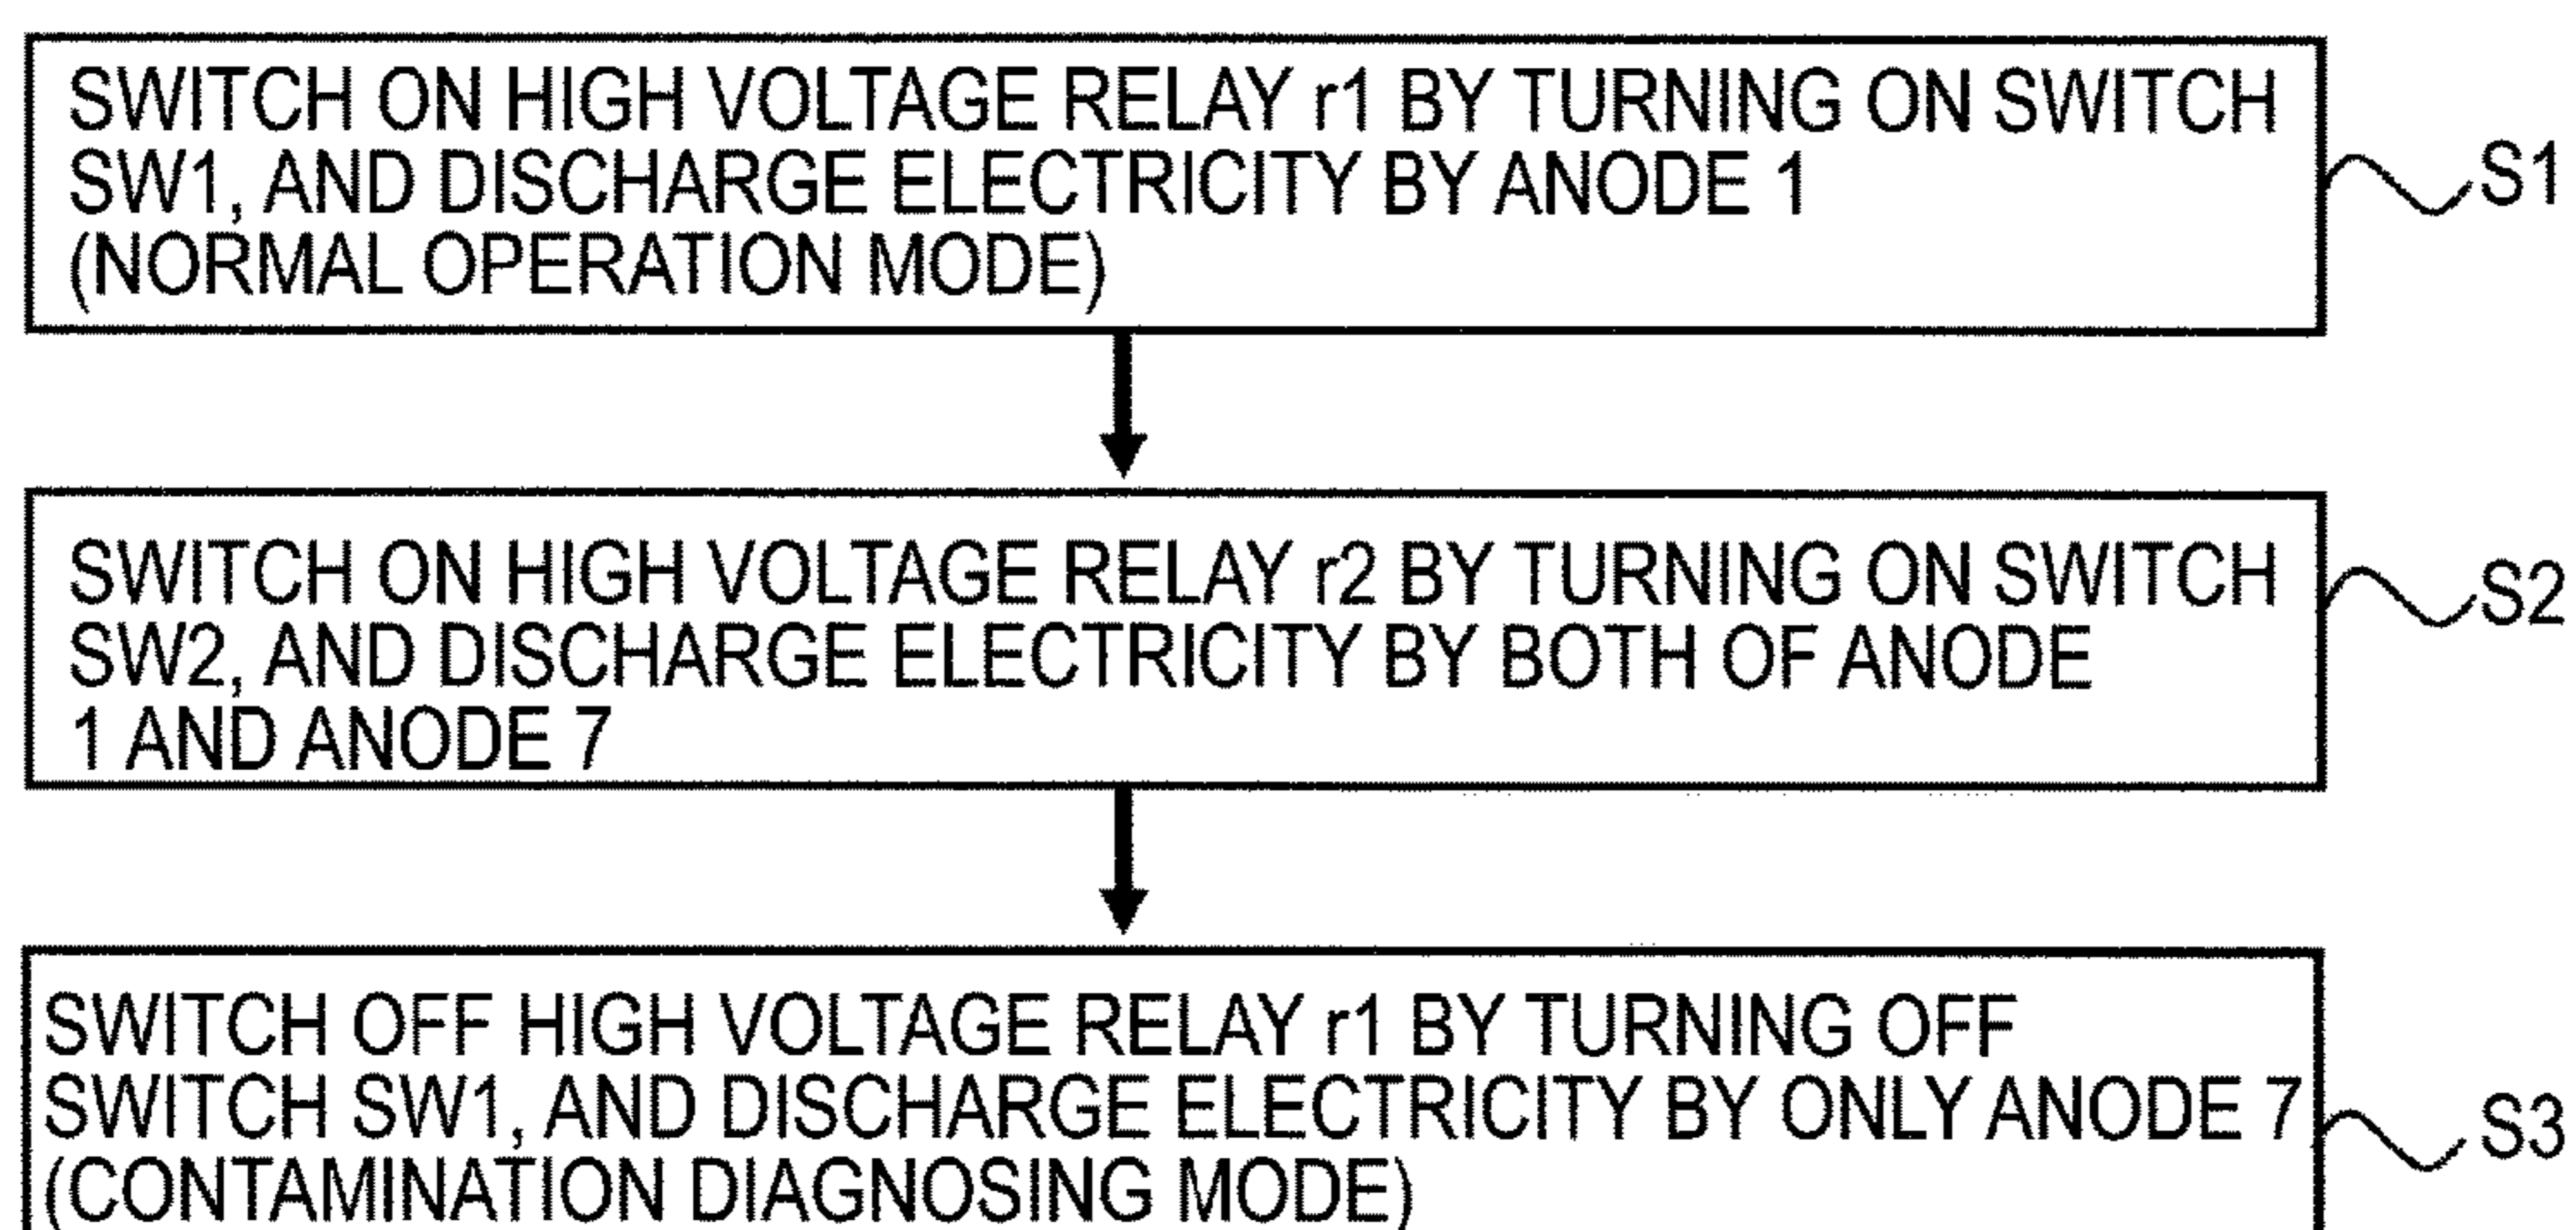 SWITCH ON HIGH VOLTAGE RELAY r1 BY TURNING ON SWITCH
SW1, AND DISCHARGE ELECTRICITY BY ANODE 1
(NORMAL OPERATION MODE)
S1
SWITCH ON HIGH VOLTAGE RELAY r2 BY TURNING ON SWITCH
SW2, AND DISCHARGE ELECTRICITY BY BOTH OF ANODE
1 AND ANODE 7
S2
SWITCH OFF HIGH VOLTAGE RELAY r1 BY TURNING OFF
SWITCH SW1, AND DISCHARGE ELECTRICITY BY ONLY ANODE 7
(CONTAMINATION DIAGNOSING MODE)
S3